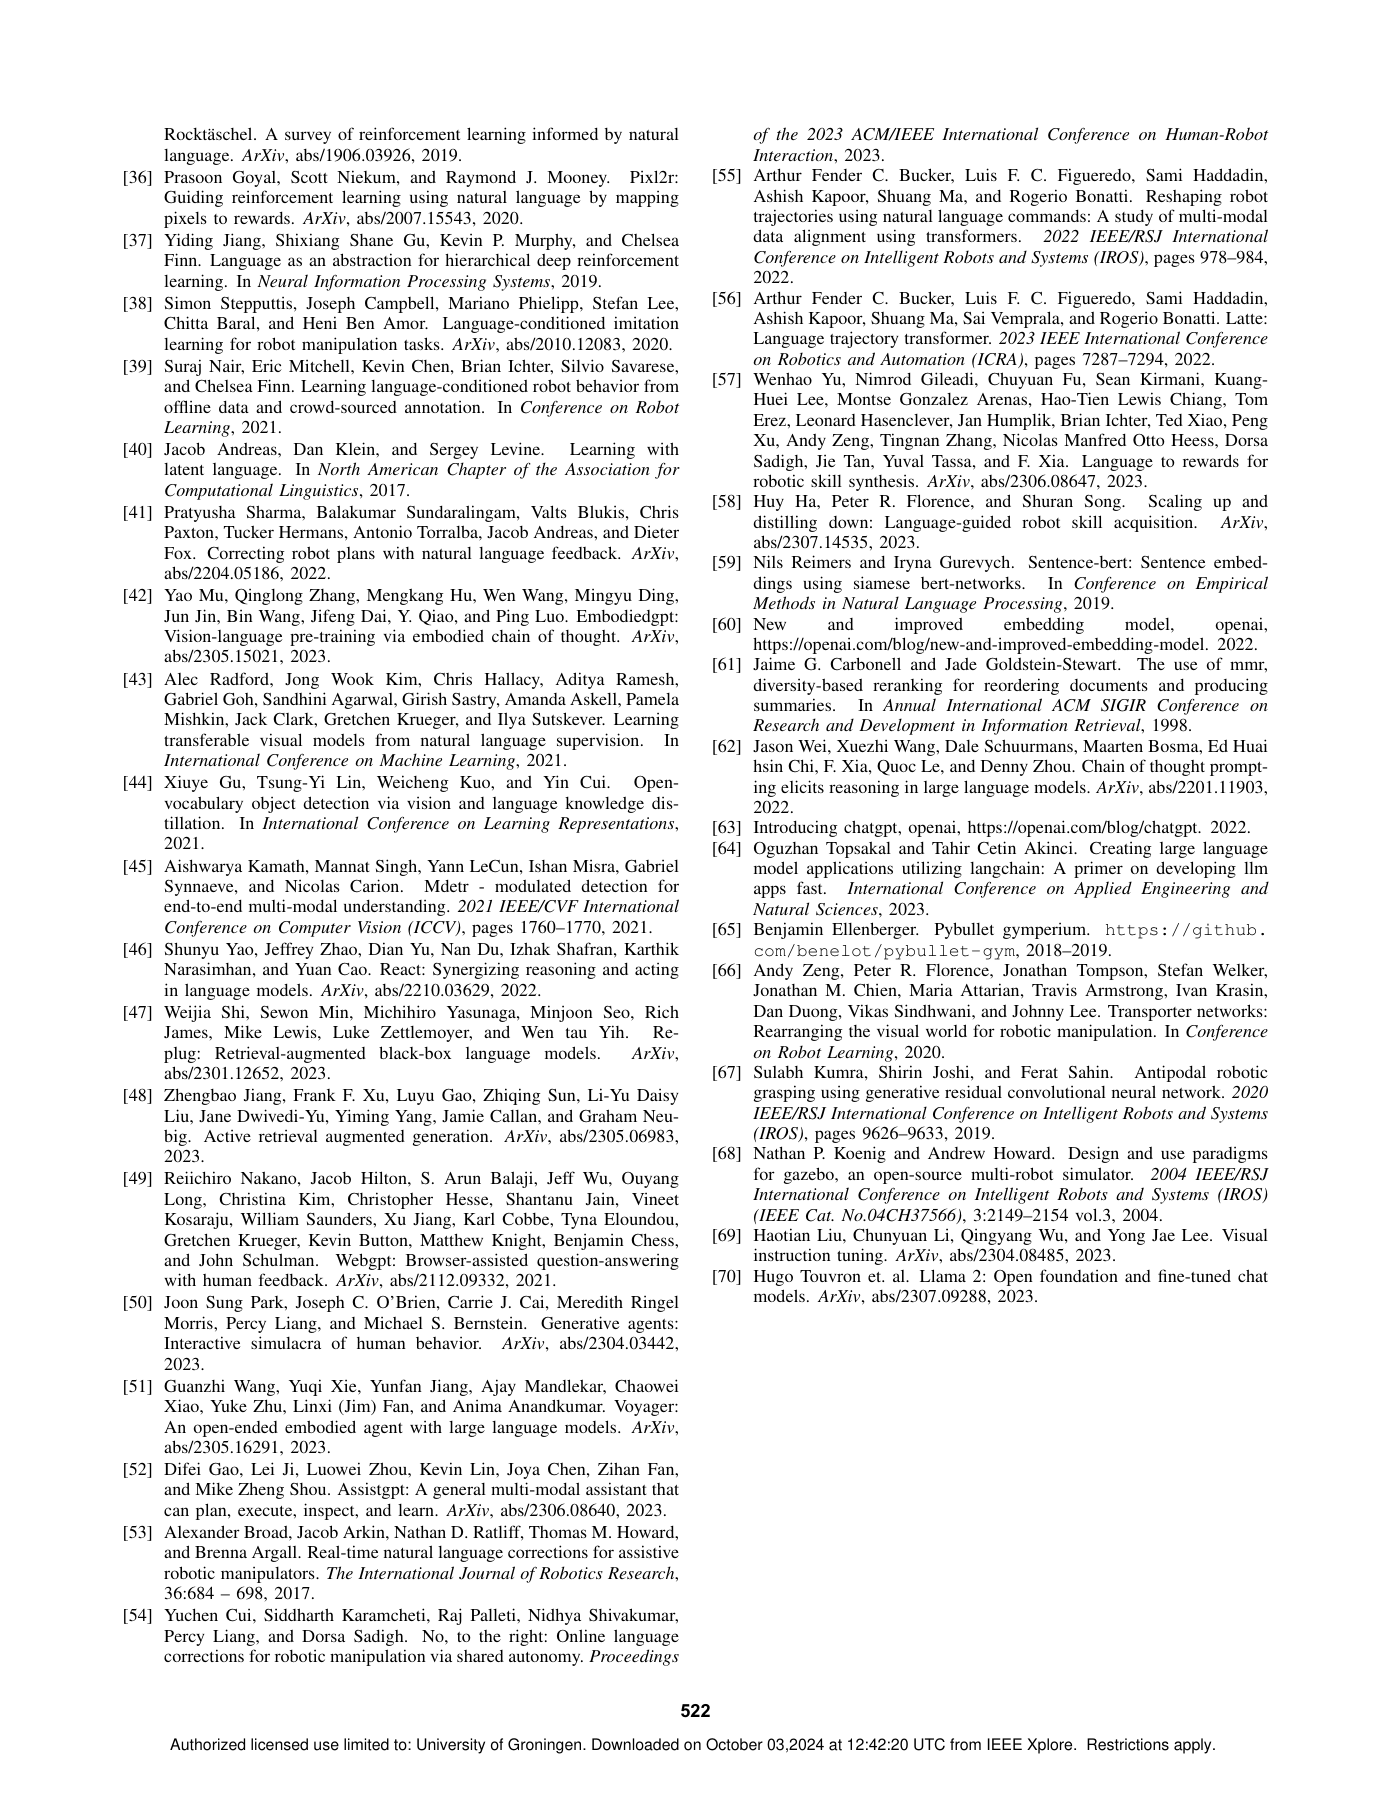 Rocktäschel. A survey of reinforcement learning informed by natural
language. ArXiv, abs/1906.03926, 2019.
[36] Prasoon Goyal, Scott Niekum, and Raymond J. Mooney. Pixl2r:
Guiding reinforcement learning using natural language by mapping
pixels to rewards. ArXiv, abs/2007.15543, 2020.
[37] Yiding Jiang, Shixiang Shane Gu, Kevin P. Murphy, and Chelsea
Finn. Language as an abstraction for hierarchical deep reinforcement
learning. In Neural Information Processing Systems, 2019.
[38] Simon Stepputtis, Joseph Campbell, Mariano Phielipp, Stefan Lee,
Chitta Baral, and Heni Ben Amor. Language-conditioned imitation
learning for robot manipulation tasks. ArXiv, abs/2010.12083, 2020.
[39] Suraj Nair, Eric Mitchell, Kevin Chen, Brian Ichter, Silvio Savarese,
and Chelsea Finn. Learning language-conditioned robot behavior from
offline data and crowd-sourced annotation. In Conference on Robot
Learning, 2021.
[40] Jacob Andreas, Dan Klein, and Sergey Levine. Learning with
latent language. In North American Chapter of the Association for
Computational Linguistics, 2017.
[41] Pratyusha Sharma, Balakumar Sundaralingam, Valts Blukis, Chris
Paxton, Tucker Hermans, Antonio Torralba, Jacob Andreas, and Dieter
Fox. Correcting robot plans with natural language feedback. ArXiv,
abs/2204.05186, 2022.
[42] Yao Mu, Qinglong Zhang, Mengkang Hu, Wen Wang, Mingyu Ding,
Jun Jin, Bin Wang, Jifeng Dai, Y. Qiao, and Ping Luo. Embodiedgpt:
Vision-language pre-training via embodied chain of thought. ArXiv,
abs/2305.15021, 2023.
[43] Alec Radford, Jong Wook Kim, Chris Hallacy, Aditya Ramesh,
Gabriel Goh, Sandhini Agarwal, Girish Sastry, Amanda Askell, Pamela
Mishkin, Jack Clark, Gretchen Krueger, and Ilya Sutskever. Learning
transferable visual models from natural language supervision. In
International Conference on Machine Learning, 2021.
[44] Xiuye Gu, Tsung-Yi Lin, Weicheng Kuo, and Yin Cui. Open-
vocabulary object detection via vision and language knowledge dis-
tillation. In International Conference on Learning Representations,
2021.
[45] Aishwarya Kamath, Mannat Singh, Yann LeCun, Ishan Misra, Gabriel
Synnaeve, and Nicolas Carion. Mdetr - modulated detection for
end-to-end multi-modal understanding. 2021 IEEE/CVF International
Conference on Computer Vision (ICCV), pages 1760–1770, 2021.
[46] Shunyu Yao, Jeffrey Zhao, Dian Yu, Nan Du, Izhak Shafran, Karthik
Narasimhan, and Yuan Cao. React: Synergizing reasoning and acting
in language models. ArXiv, abs/2210.03629, 2022.
[47] Weijia Shi, Sewon Min, Michihiro Yasunaga, Minjoon Seo, Rich
James, Mike Lewis, Luke Zettlemoyer, and Wen tau Yih. Re-
plug: Retrieval-augmented black-box language models. ArXiv,
abs/2301.12652, 2023.
[48] Zhengbao Jiang, Frank F. Xu, Luyu Gao, Zhiqing Sun, Li-Yu Daisy
Liu, Jane Dwivedi-Yu, Yiming Yang, Jamie Callan, and Graham Neu-
big. Active retrieval augmented generation. ArXiv, abs/2305.06983,
2023.
[49] Reiichiro Nakano, Jacob Hilton, S. Arun Balaji, Jeff Wu, Ouyang
Long, Christina Kim, Christopher Hesse, Shantanu Jain, Vineet
Kosaraju, William Saunders, Xu Jiang, Karl Cobbe, Tyna Eloundou,
Gretchen Krueger, Kevin Button, Matthew Knight, Benjamin Chess,
and John Schulman. Webgpt: Browser-assisted question-answering
with human feedback. ArXiv, abs/2112.09332, 2021.
[50] Joon Sung Park, Joseph C. O'Brien, Carrie J. Cai, Meredith Ringel
Morris, Percy Liang, and Michael S. Bernstein. Generative agents:
Interactive simulacra of human behavior. ArXiv, abs/2304.03442,
2023.
[51] Guanzhi Wang, Yuqi Xie, Yunfan Jiang, Ajay Mandlekar, Chaowei
Xiao, Yuke Zhu, Linxi (Jim) Fan, and Anima Anandkumar. Voyager:
An open-ended embodied agent with large language models. ArXiv,
abs/2305.16291, 2023.
[52] Difei Gao, Lei Ji, Luowei Zhou, Kevin Lin, Joya Chen, Zihan Fan,
and Mike Zheng Shou. Assistgpt: A general multi-modal assistant that
can plan, execute, inspect, and learn. ArXiv, abs/2306.08640, 2023.
[53] Alexander Broad, Jacob Arkin, Nathan D. Ratliff, Thomas M. Howard,
and Brenna Argall. Real-time natural language corrections for assistive
robotic manipulators. The International Journal of Robotics Research,
36:684 – 698, 2017.
[54] Yuchen Cui, Siddharth Karamcheti, Raj Palleti, Nidhya Shivakumar,
Percy Liang, and Dorsa Sadigh. No, to the right: Online language
corrections for robotic manipulation via shared autonomy. Proceedings
of the 2023 ACM/IEEE International Conference on Human-Robot
Interaction, 2023.
[55] Arthur Fender C. Bucker, Luis F. C. Figueredo, Sami Haddadin,
Ashish Kapoor, Shuang Ma, and Rogerio Bonatti. Reshaping robot
trajectories using natural language commands: A study of multi-modal
data alignment using transformers. 2022 IEEE/RSJ International
Conference on Intelligent Robots and Systems (IROS), pages 978–984,
2022.
[56] Arthur Fender C. Bucker, Luis F. C. Figueredo, Sami Haddadin,
Ashish Kapoor, Shuang Ma, Sai Vemprala, and Rogerio Bonatti. Latte:
Language trajectory transformer. 2023 IEEE International Conference
on Robotics and Automation (ICRA), pages 7287–7294, 2022.
[57] Wenhao Yu, Nimrod Gileadi, Chuyuan Fu, Sean Kirmani, Kuang-
Huei Lee, Montse Gonzalez Arenas, Hao-Tien Lewis Chiang, Tom
Erez, Leonard Hasenclever, Jan Humplik, Brian Ichter, Ted Xiao, Peng
Xu, Andy Zeng, Tingnan Zhang, Nicolas Manfred Otto Heess, Dorsa
Sadigh, Jie Tan, Yuval Tassa, and F. Xia. Language to rewards for
robotic skill synthesis. ArXiv, abs/2306.08647, 2023.
[58] Huy Ha, Peter R. Florence, and Shuran Song. Scaling up and
distilling down: Language-guided robot skill acquisition. ArXiv,
abs/2307.14535, 2023.
[59] Nils Reimers and Iryna Gurevych. Sentence-bert: Sentence embed-
dings using siamese bert-networks. In Conference on Empirical
Methods in Natural Language Processing, 2019.
[60] New and improved embedding model, openai,
https://openai.com/blog/new-and-improved-embedding-model. 2022.
[61] Jaime G. Carbonell and Jade Goldstein-Stewart. The use of mmr,
diversity-based reranking for reordering documents and producing
summaries. In Annual International ACM SIGIR Conference on
Research and Development in Information Retrieval, 1998.
[62] Jason Wei, Xuezhi Wang, Dale Schuurmans, Maarten Bosma, Ed Huai
hsin Chi, F. Xia, Quoc Le, and Denny Zhou. Chain of thought prompt-
ing elicits reasoning in large language models. ArXiv, abs/2201.11903,
2022.
[63] Introducing chatgpt, openai, https://openai.com/blog/chatgpt. 2022.
[64] Oguzhan Topsakal and Tahir Cetin Akinci. Creating large language
model applications utilizing langchain: A primer on developing llm
apps fast. International Conference on Applied Engineering and
Natural Sciences, 2023.
[65] Benjamin Ellenberger. Pybullet gymperium. https://github.
com/benelot/pybullet-gym, 2018–2019.
[66] Andy Zeng, Peter R. Florence, Jonathan Tompson, Stefan Welker,
Jonathan M. Chien, Maria Attarian, Travis Armstrong, Ivan Krasin,
Dan Duong, Vikas Sindhwani, and Johnny Lee. Transporter networks:
Rearranging the visual world for robotic manipulation. In Conference
on Robot Learning, 2020.
[67] Sulabh Kumra, Shirin Joshi, and Ferat Sahin. Antipodal robotic
grasping using generative residual convolutional neural network. 2020
IEEE/RSJ International Conference on Intelligent Robots and Systems
(IROS), pages 9626–9633, 2019.
[68] Nathan P. Koenig and Andrew Howard. Design and use paradigms
for gazebo, an open-source multi-robot simulator. 2004 IEEE/RSJ
International Conference on Intelligent Robots and Systems (IROS)
(IEEE Cat. No.04CH37566), 3:2149–2154 vol.3, 2004.
[69] Haotian Liu, Chunyuan Li, Qingyang Wu, and Yong Jae Lee. Visual
instruction tuning. ArXiv, abs/2304.08485, 2023.
[70] Hugo Touvron et. al. Llama 2: Open foundation and fine-tuned chat
models. ArXiv, abs/2307.09288, 2023.
522
Authorized licensed use limited to: University of Groningen. Downloaded on October 03,2024 at 12:42:20 UTC from IEEE Xplore. Restrictions apply.